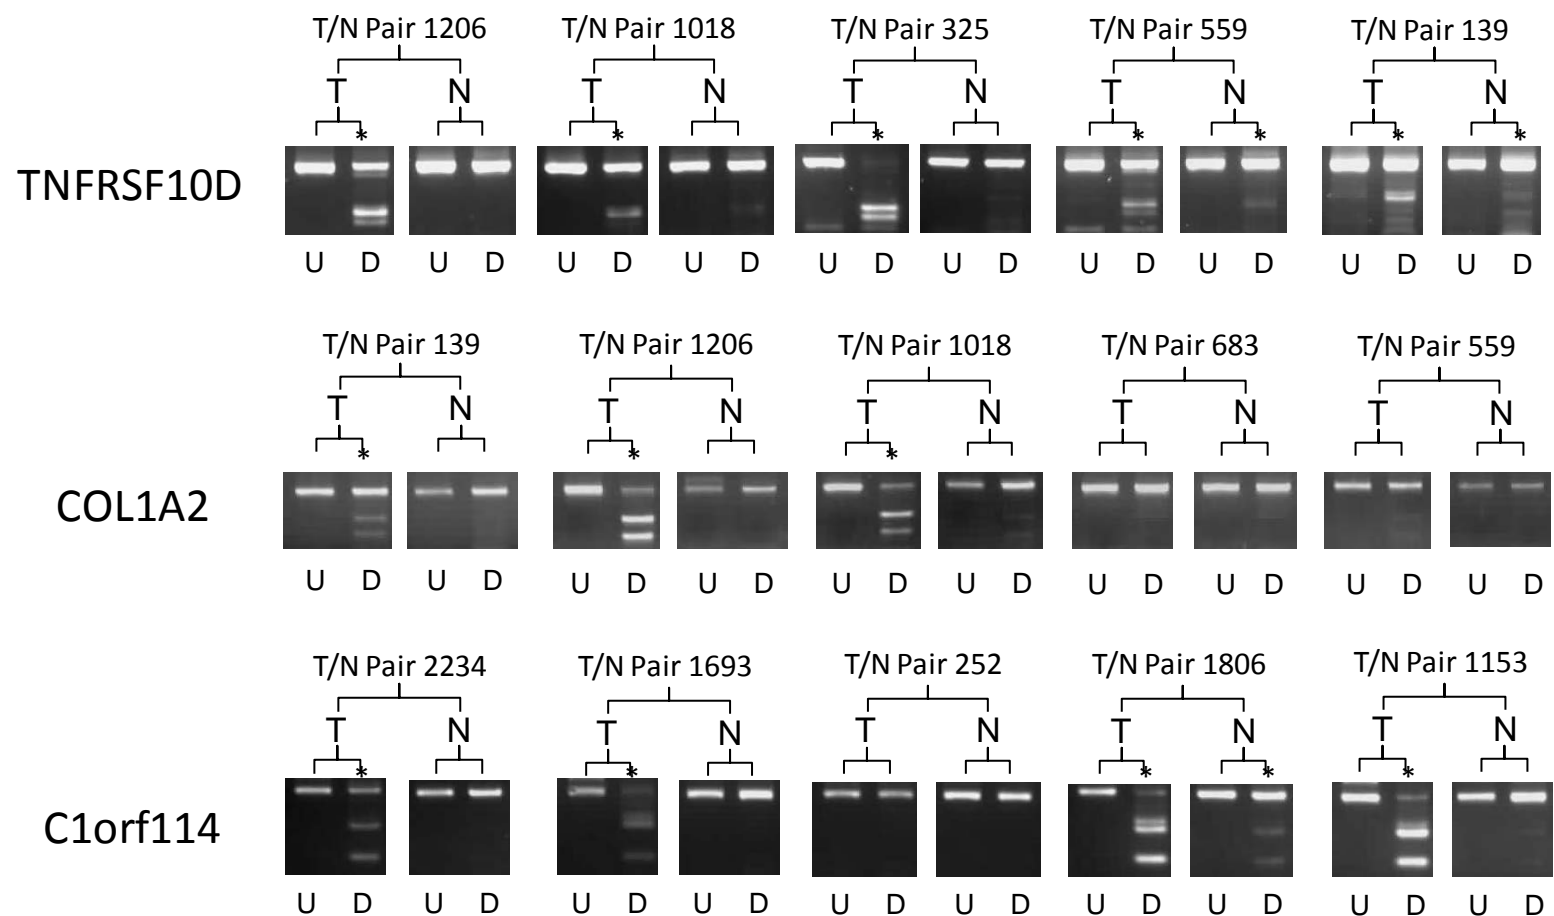 T/N Pair 1206 T/N Pair 1018 T/N Pair 325 T/N Pair 559 T/N Pair 139
T N T N T N T N T N
* * * * * * *
TNFRSF10D
U D U D U D U D U D U D U D U D U D U D
T/N Pair 139 T/N Pair 1206 T/N Pair 1018 T/N Pair 683 T/N Pair 559
T N T N T N T N T N
* * *
COL1A2
U D U D U D U D U D U D U D U D U D U D
T/N Pair 2234 T/N Pair 1693 T/N Pair 252 T/N Pair 1806 T/N Pair 1153
T N T N T N T N T N
* * * * *
C1orf114
U D U D U D U D U D U D U D U D U D U D